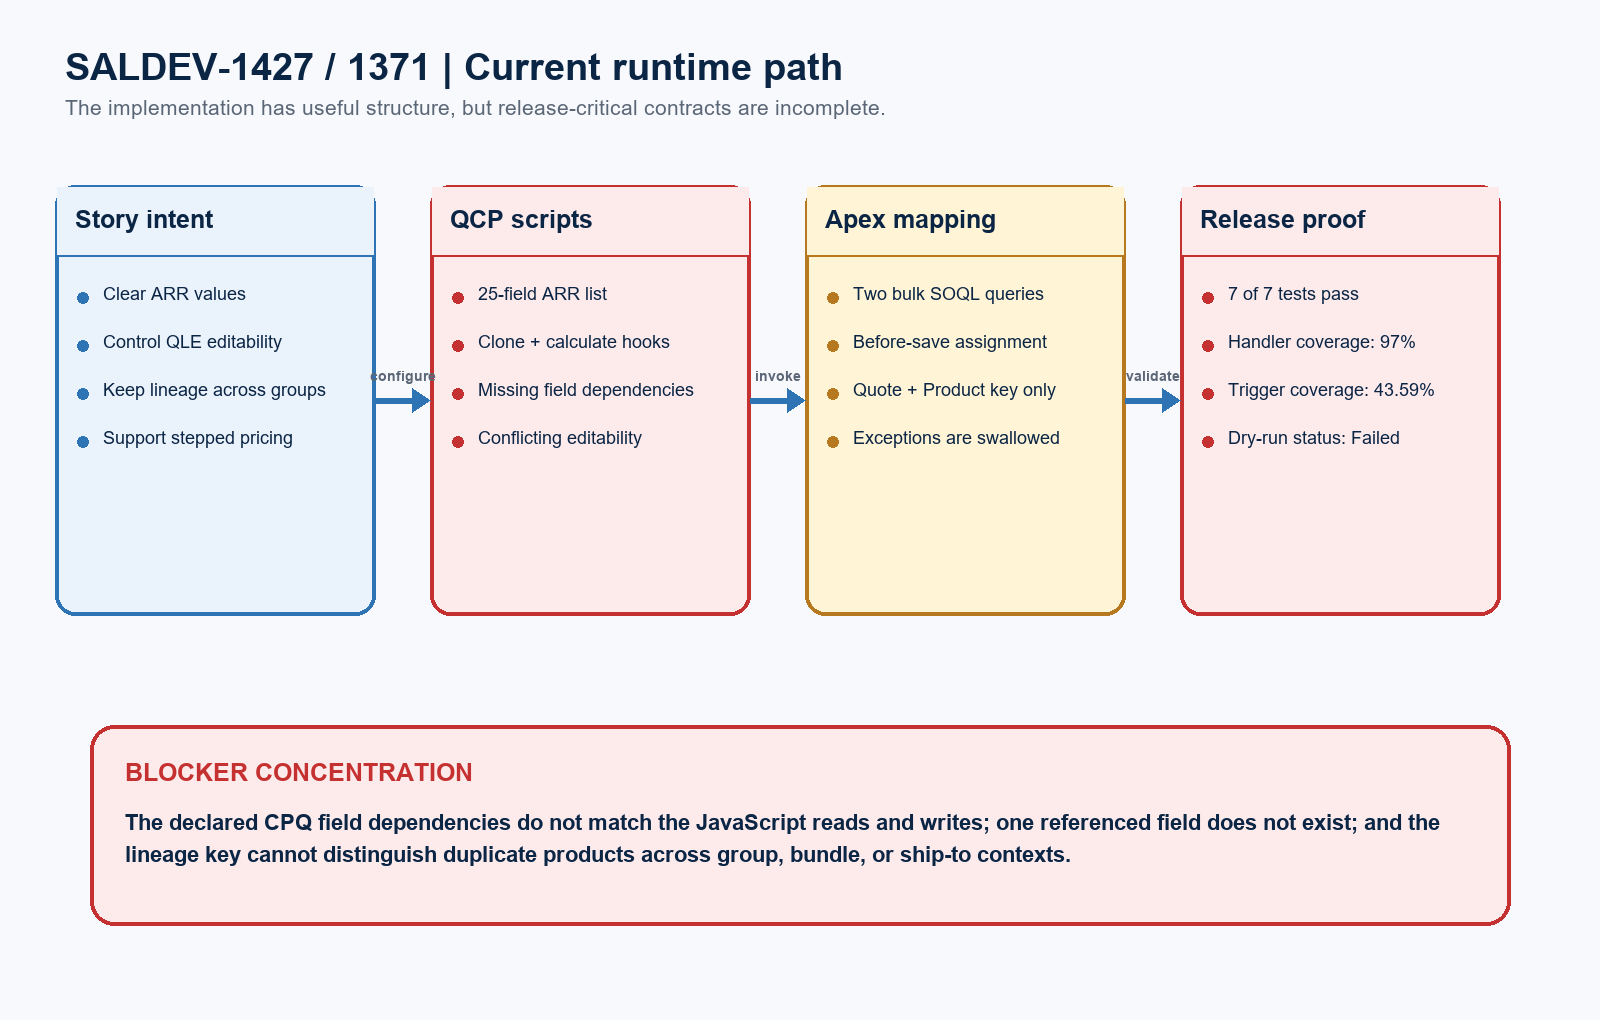 SALDEV-1427 / 1371 | Current runtime path
The implementation has useful structure, but release-critical contracts are incomplete.
Story intent
Clear ARR values
Control QLE editability
Keep lineage across groups
Support stepped pricing
configure
QCP scripts
25-field ARR list
Clone + calculate hooks
Missing field dependencies
Conflicting editability
invoke
Apex mapping
Two bulk SOQL queries
Before-save assignment
Quote + Product key only
Exceptions are swallowed
validate
Release proof
7 of 7 tests pass
Handler coverage: 97%
Trigger coverage: 43.59%
Dry-run status: Failed
BLOCKER CONCENTRATION
The declared CPQ field dependencies do not match the JavaScript reads and writes; one referenced field does not exist; and the
lineage key cannot distinguish duplicate products across group, bundle, or ship-to contexts.